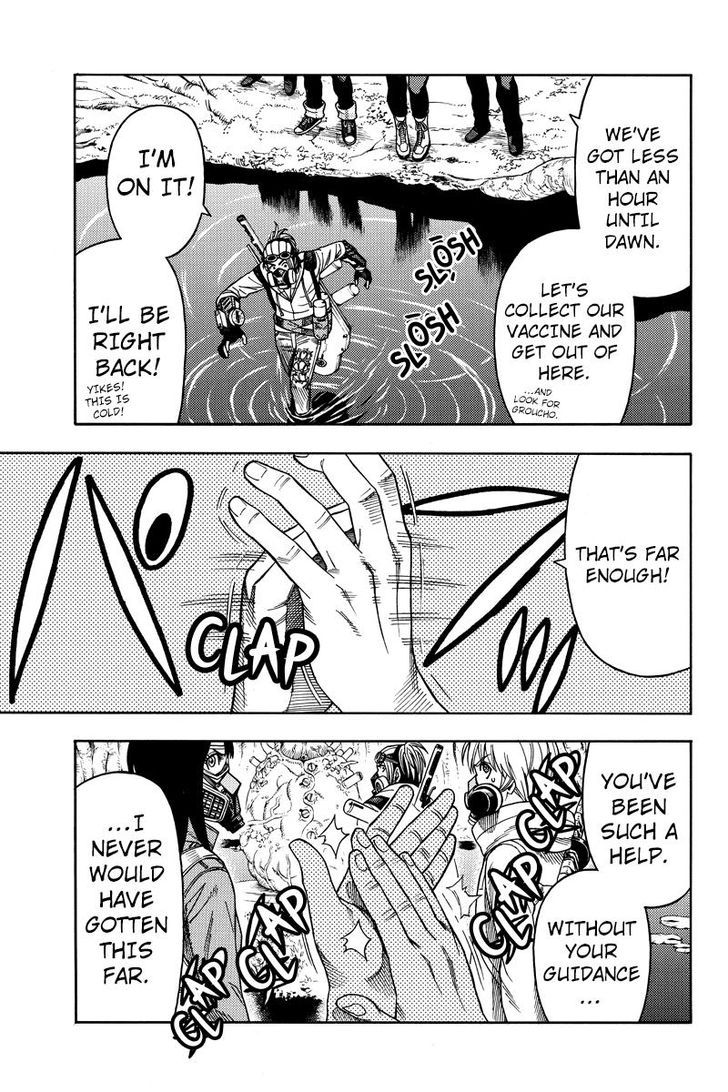 WE'VE
GOT LESS
THAN AN
HOUR
UNTIL
DAWN.
LET'S
COLLECT OUR
VACCINE AND
GET OUT OF
HERE.
...AND
LOOK FOR
GROUCHO.
SLOSH
SLOSH
I'M
ON IT!
I'LL BE
RIGHT
BACK!
YIKES!
THIS IS
COLD!
THAT'S FAR
ENOUGH!
パン
CLAP
YOU'VE
BEEN
SUCH A
HELP.
WITHOUT
YOUR
GUIDANCE
...
CLAP
CLAP
CLAP
CLAP
...I
NEVER
WOULD
HAVE
GOTTEN
THIS
FAR.